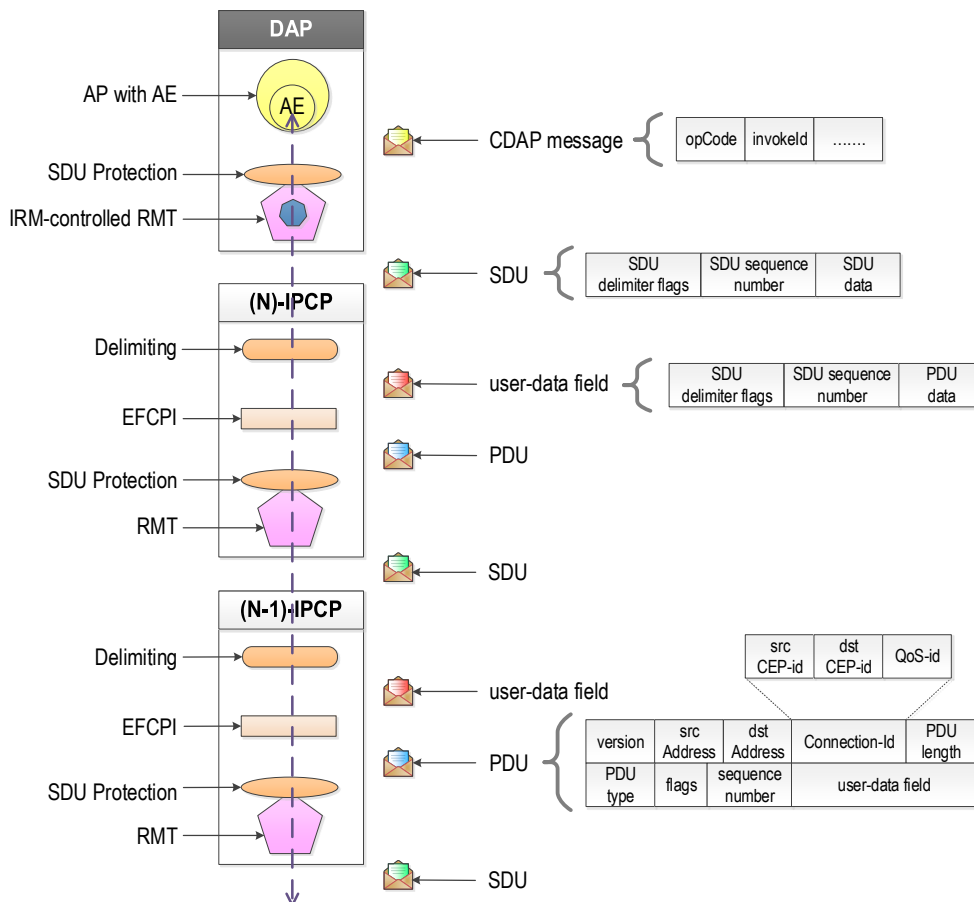 DAP
AP with AE
AE
CDAP message
opCode
invokeId
.......
SDU Protection
IRM-controlled RMT
SDU
SDU
delimiter flags
SDU sequence
number
SDU
data
(N)-IPCP
Delimiting
user-data field
SDU
delimiter flags
SDU sequence
number
PDU
data
EFCPI
PDU
SDU Protection
RMT
SDU
(N-1)-IPCP
Delimiting
src
CEP-id
dst
CEP-id
QoS-id
user-data field
EFCPI
PDU
version
src
Address
dst
Address
Connection-Id
PDU
length
PDU
type
flags
sequence
number
user-data field
SDU Protection
RMT
SDU